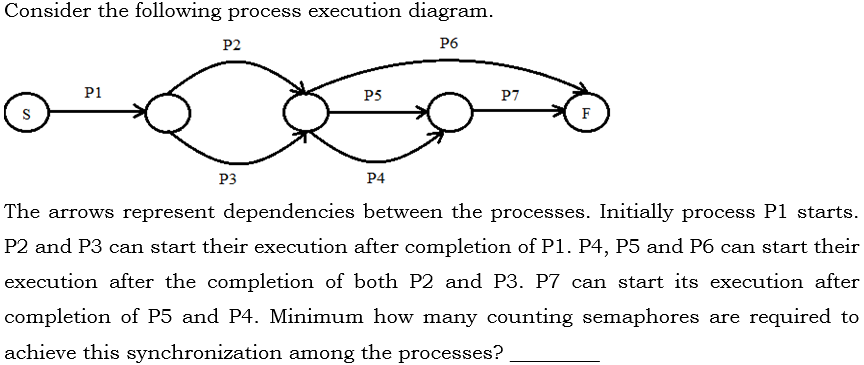 Consider the following process execution diagram.
P2
P6
P1
P5
P7
S
F
P3
P4
The arrows represent dependencies between the processes. Initially process P1 starts.
P2 and P3 can start their execution after completion of P1. P4, P5 and P6 can start their
execution after the completion of both P2 and P3. P7 can start its execution after
completion of P5 and P4. Minimum how many counting semaphores are required to
achieve this synchronization among the processes? _________